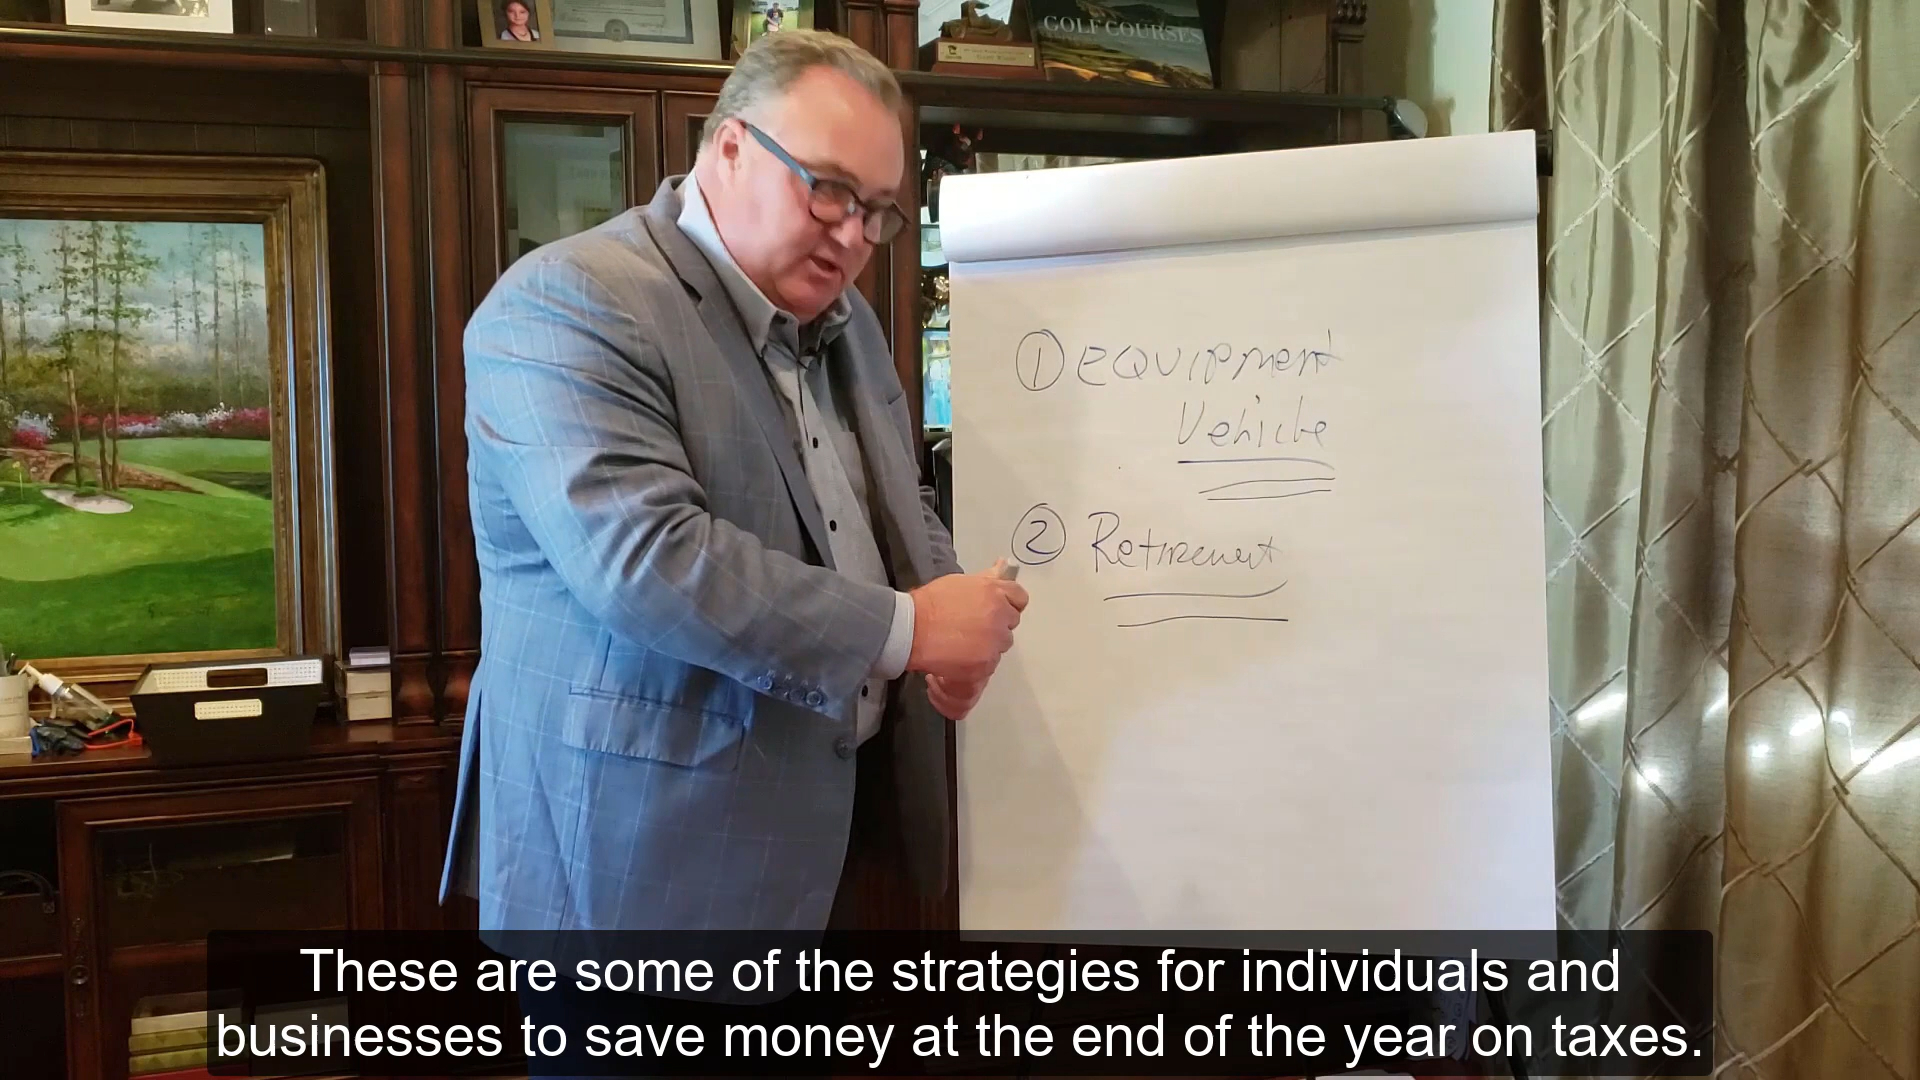 GOLF COURSES
① EQUIPMENT
Vehicle
② Retirement
These are some of the strategies for individuals and
businesses to save money at the end of the year on taxes.